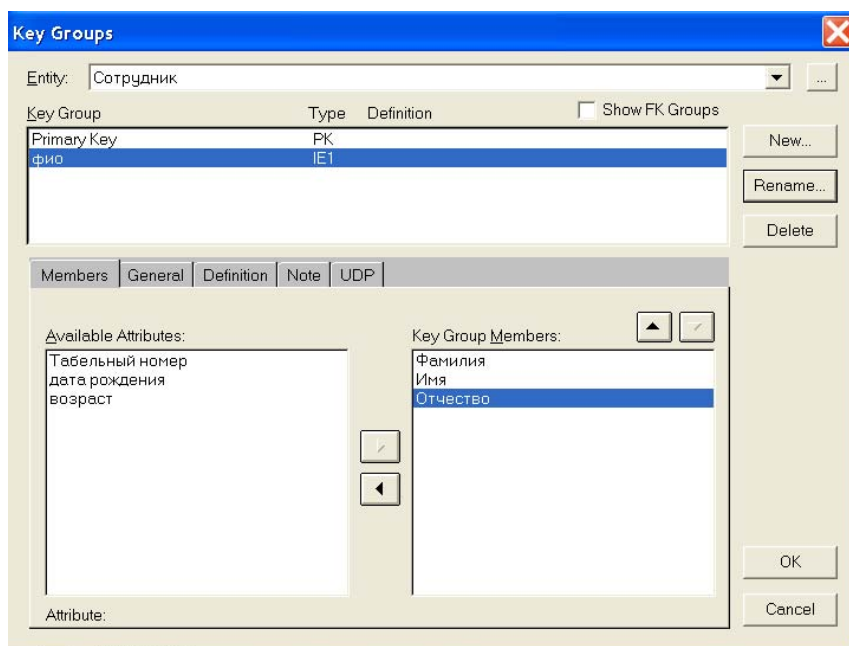 Key Groups
Entity: Сотрудник ...
Key Group Type Definition Show FK Groups
Primary Key PK
фио IE1
New...
Rename...
Delete
Members General Definition Note UDP
Available Attributes: Key Group Members:
Табельный номер Фамилия
дата рождения Имя
возраст Отчество
OK
Attribute: Cancel